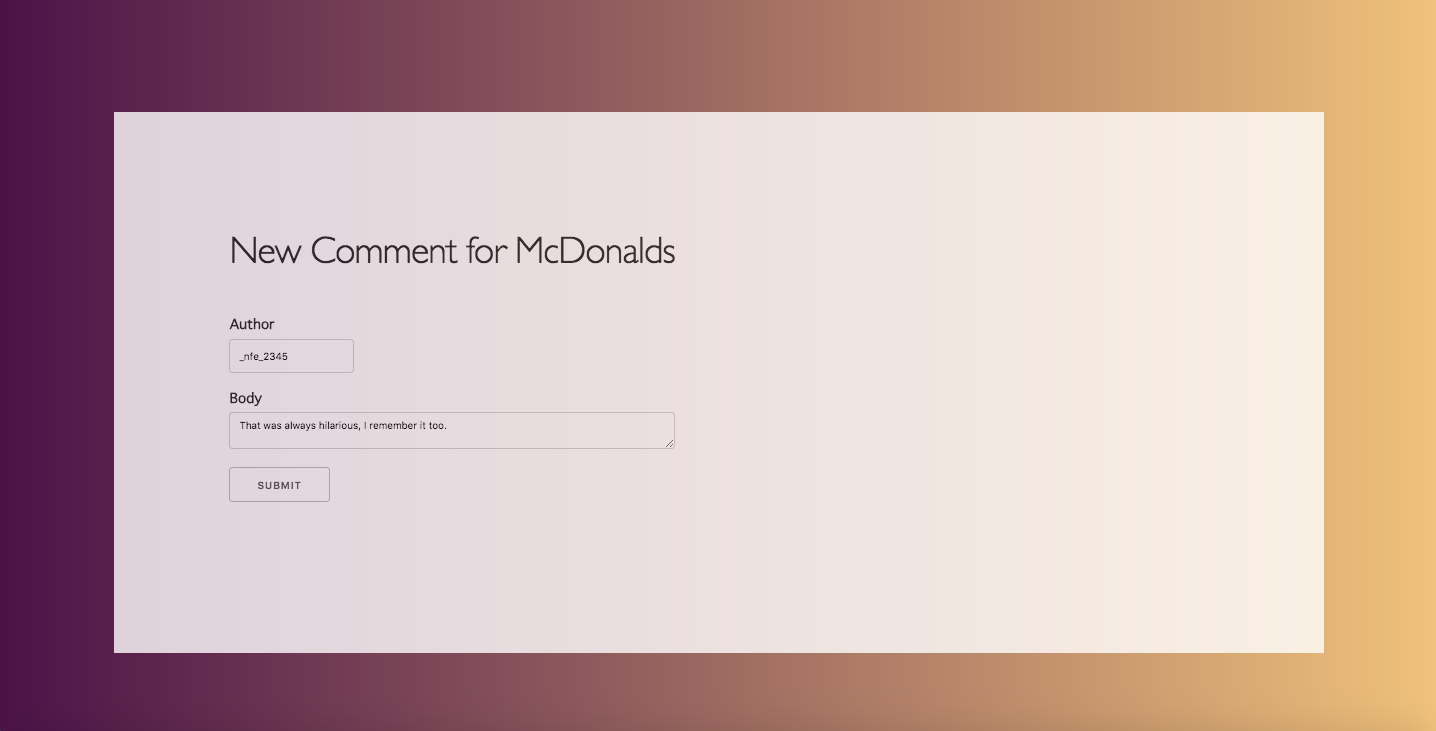 New Comment for McDonalds
Author
_nfe_2345
Body
That was always hilarious, I remember it too.
SUBMIT